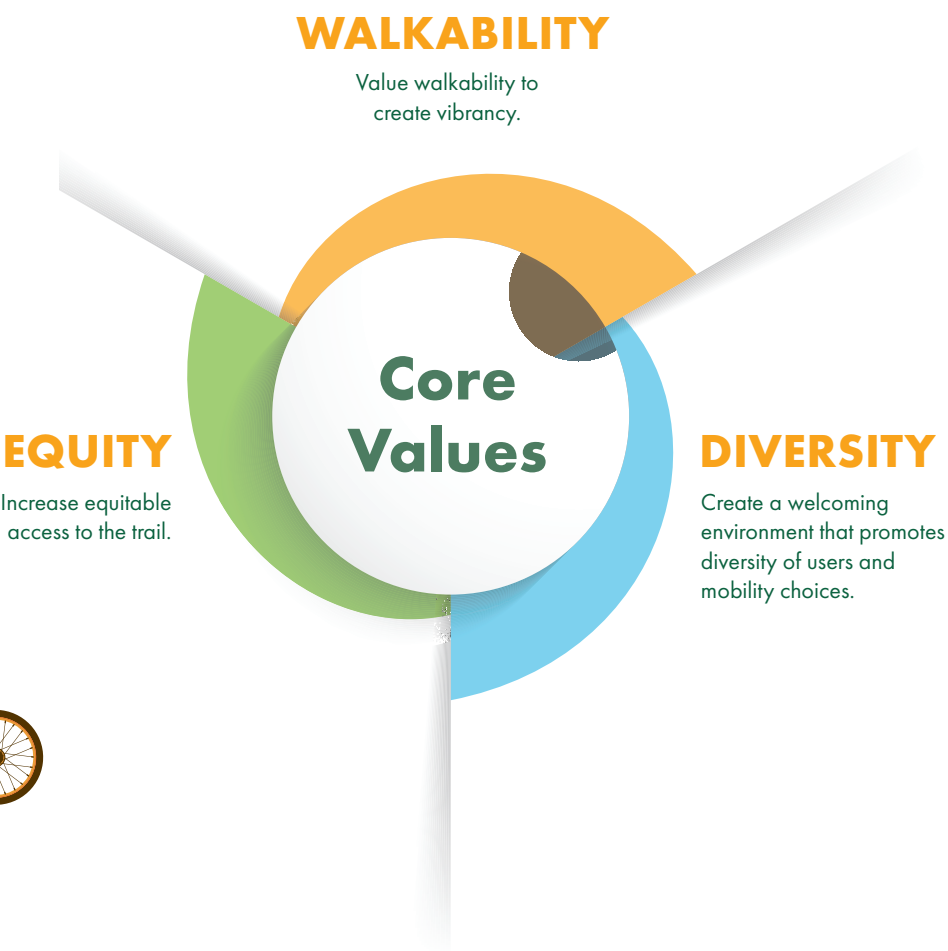 WALKABILITY
Value walkability to
create vibrancy.
Core
Values
EQUITY
Increase equitable
access to the trail.
DIVERSITY
Create a welcoming
environment that promotes
diversity of users and
mobility choices.